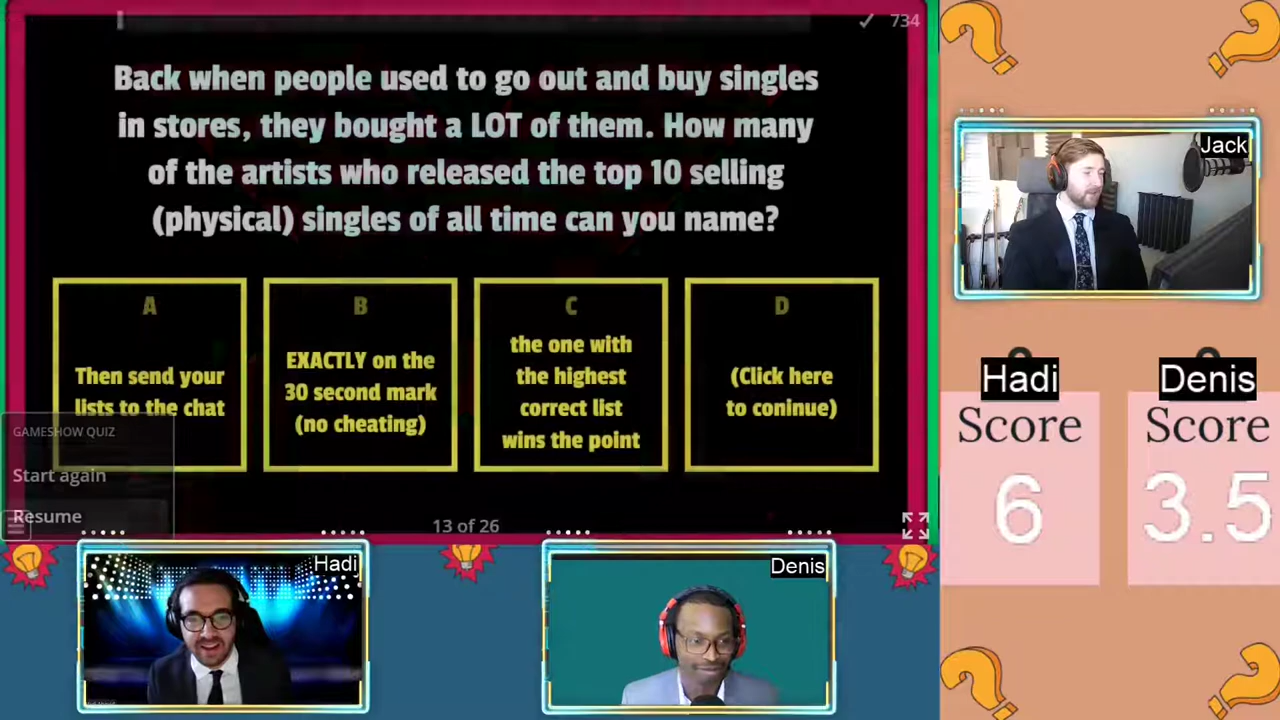 734
Back when people used to go out and buy singles
in stores, they bought a LOT of them. How many
of the artists who released the top 10 selling
(physical) singles of all time can you name?
A
Then send your
lists to the chat
B
EXACTLY on the
30 second mark
(no cheating)
C
the one with
the highest
correct list
wins the point
D
(Click here
to coninue)
GAMESHOW QUIZ
Start again
Resume
13 of 26
Jack
Hadi
Score
6
Denis
Score
3.5
Hadi
Denis